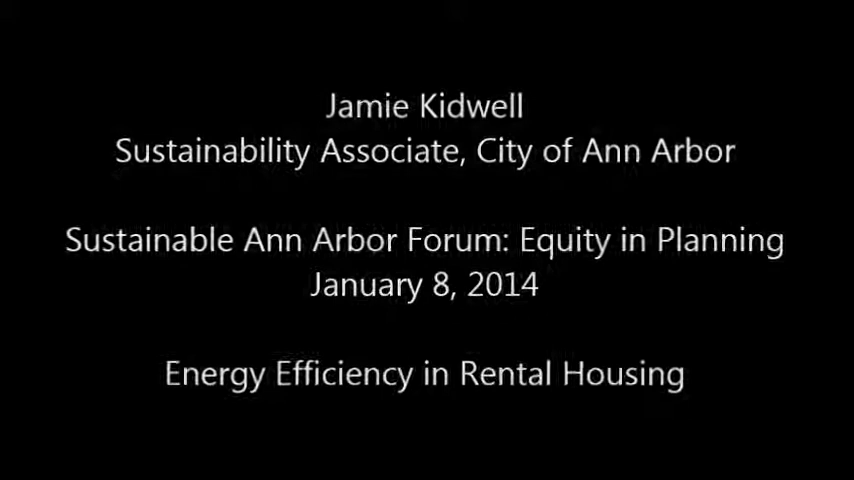 Jamie Kidwell
Sustainability Associate, City of Ann Arbor
Sustainable Ann Arbor Forum: Equity in Planning
January 8, 2014
Energy Efficiency in Rental Housing